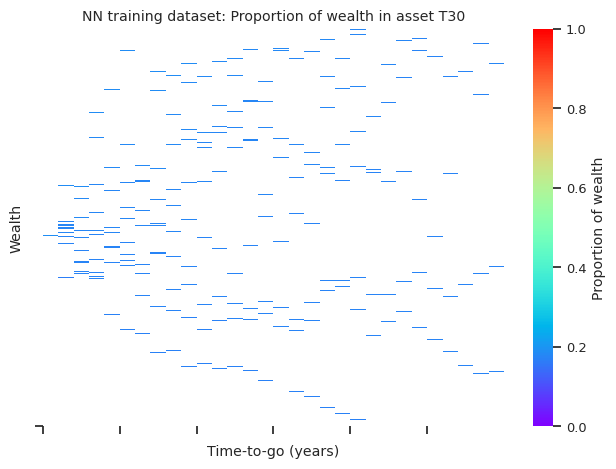 NN training dataset: Proportion of wealth in asset T30
1.0
0.8
0.6
0.4
0.2
0.0
Proportion of wealth
Wealth
Time-to-go (years)